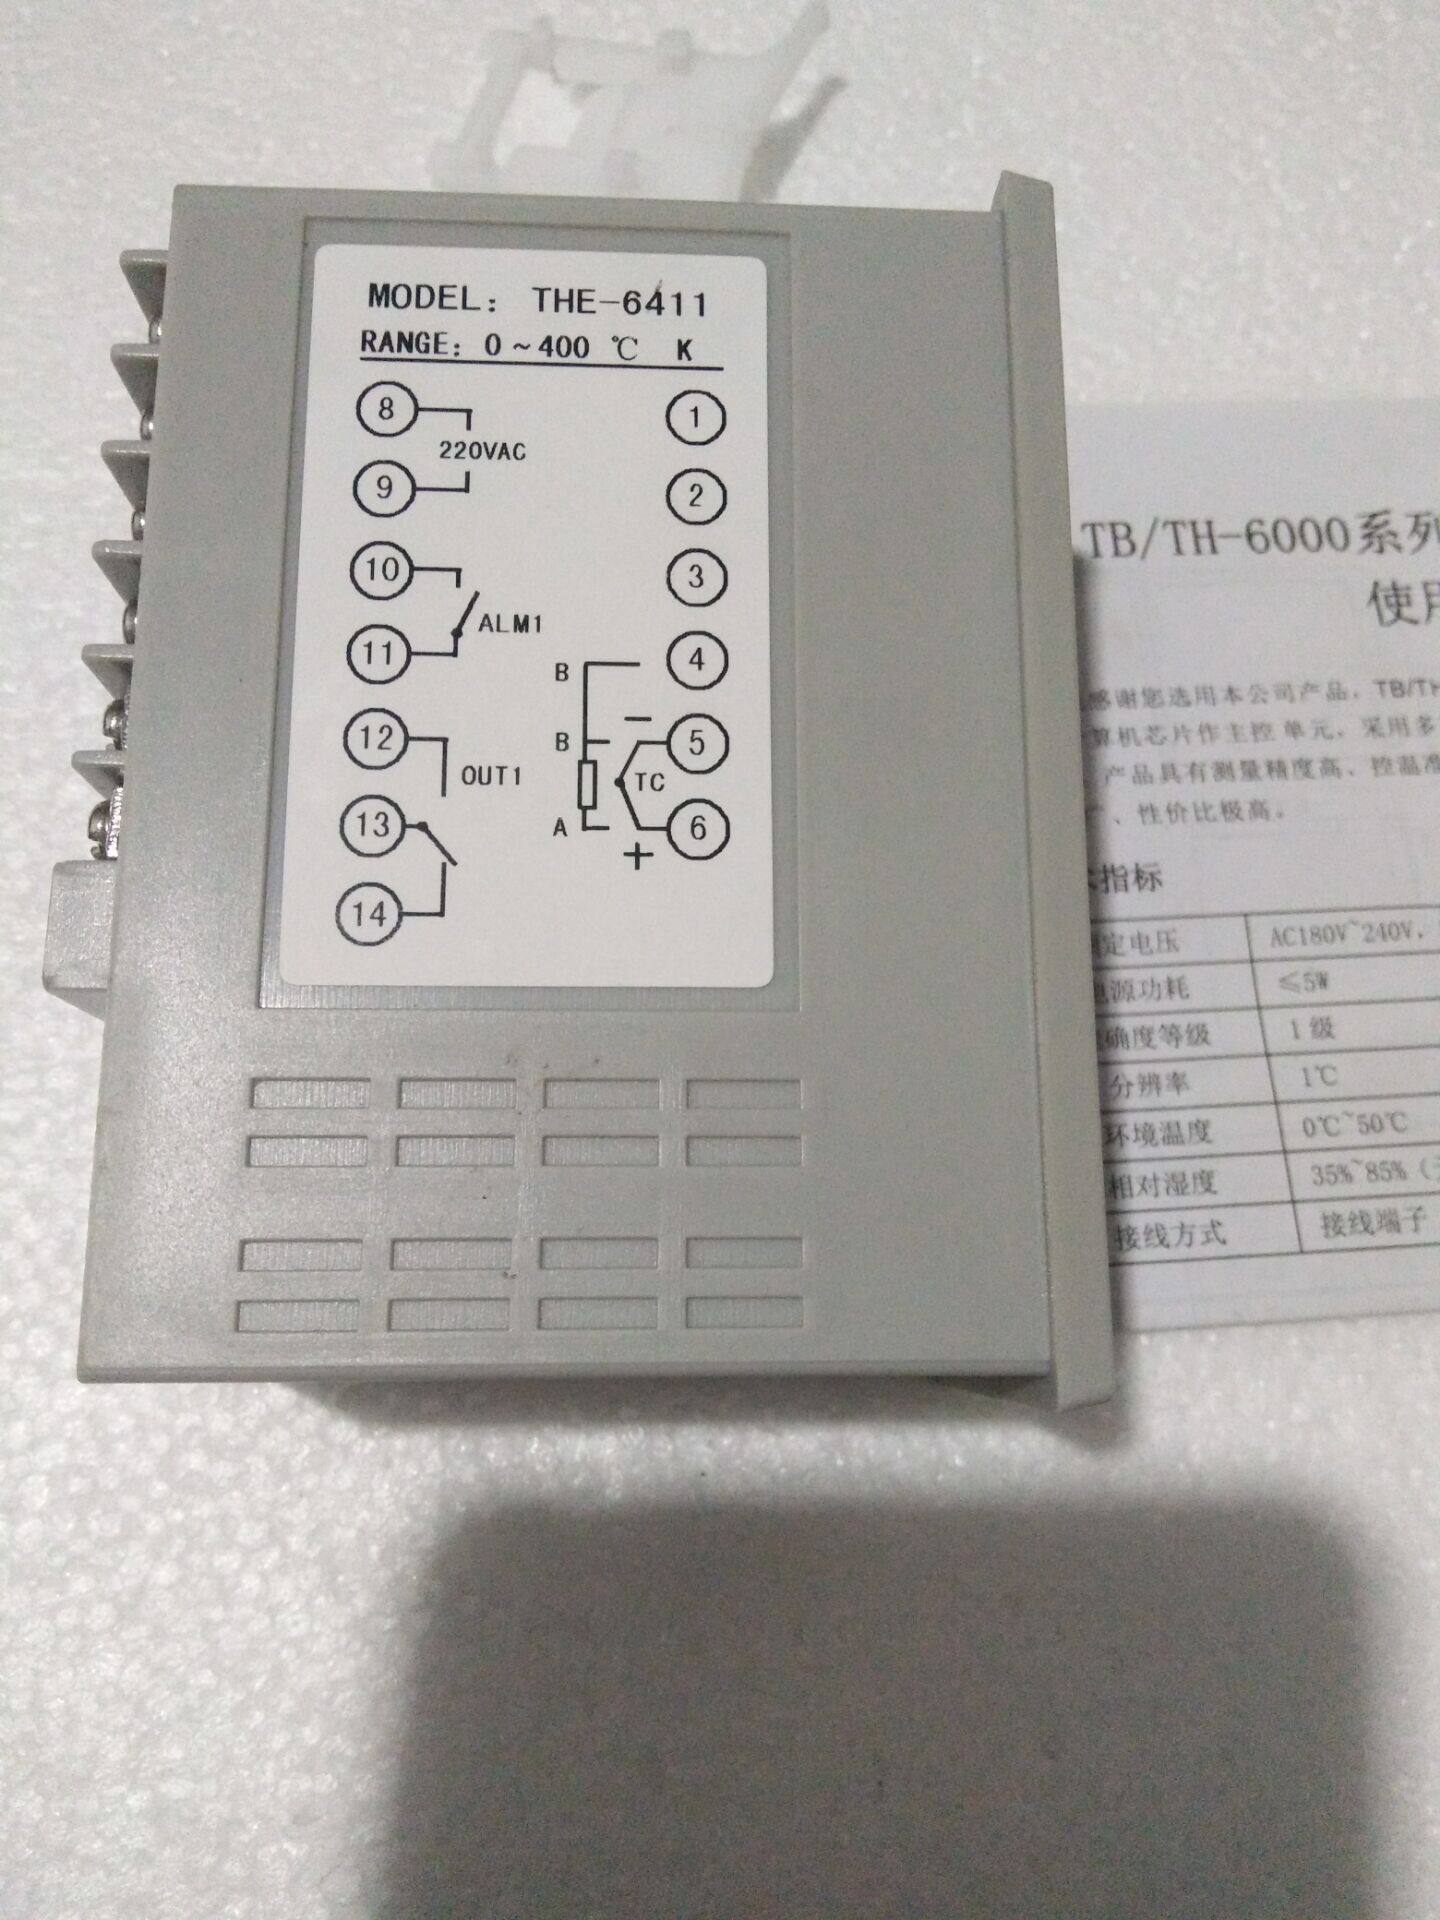 MODEL: THE-6411
RANGE: 0~400 ℃ K
8
220VAC
9
10
ALM1
11
12
OUT1
13
14
1
2
3
4
B
B
-
5
TC
A
6
+
TB/TH-6000系列
使用
感谢您选用本公司产品，TB/TH
算机芯片作主控单元，采用多
产品具有测量精度高、控温准
、性价比极高。
指标
定电压 AC180V~240V,
源功耗 ≤5W
确度等级 1级
分辨率 1℃
环境温度 0℃~50℃
相对湿度 35%~85%(
接线方式 接线端子